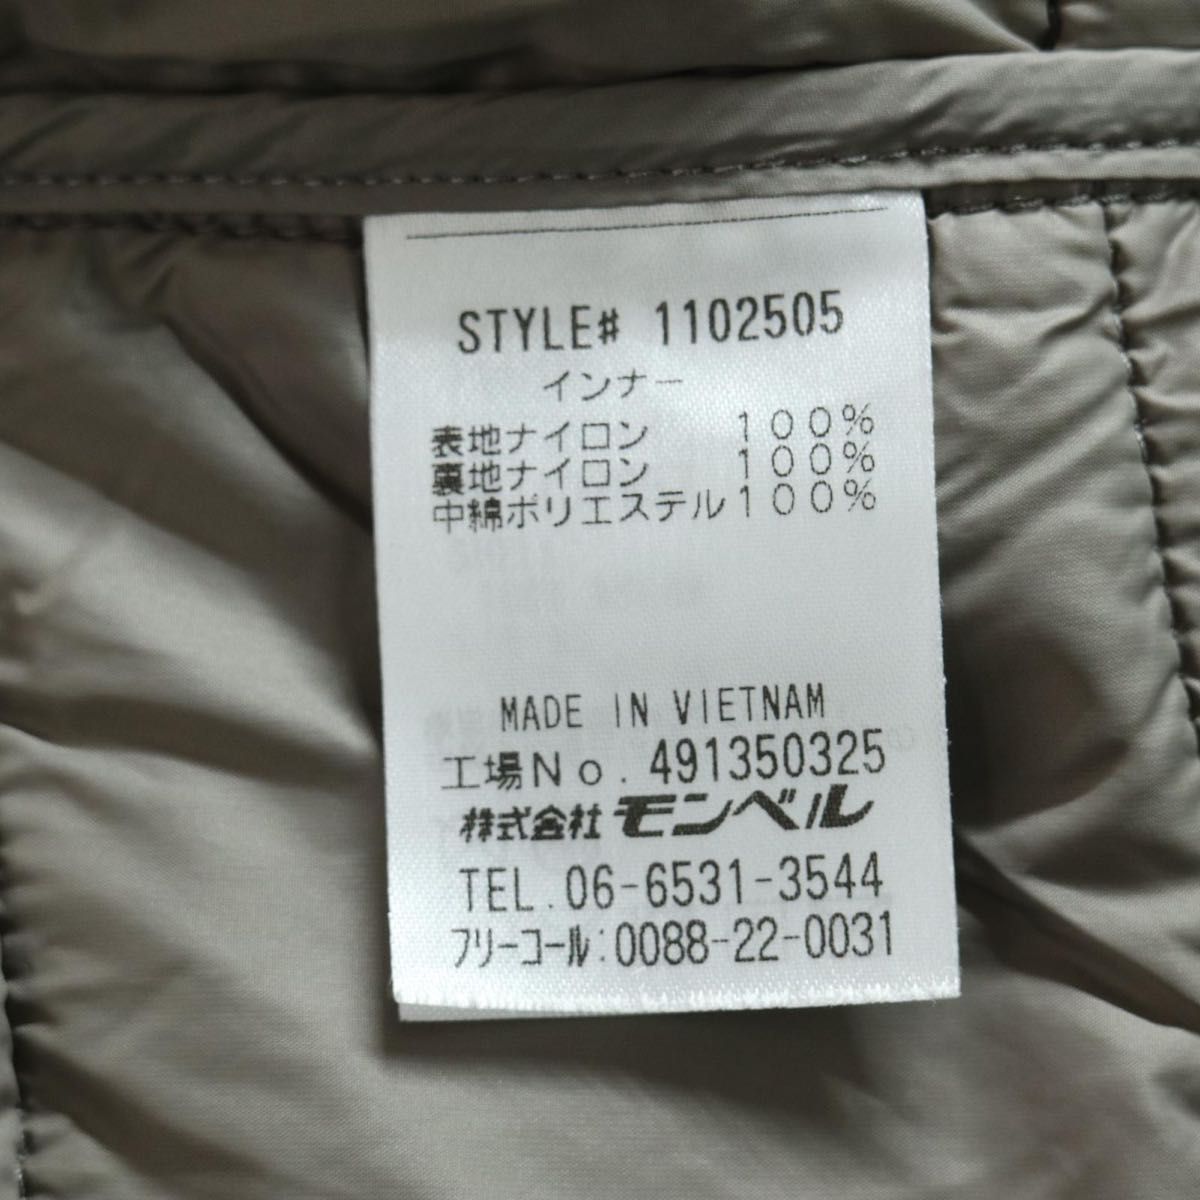 STYLE# 1102505
インナー
表地ナイロン 100%
裏地ナイロン 100%
中綿ポリエステル 100%
MADE IN VIETNAM
工場No. 491350325
株式会社 モンベル
TEL. 06-6531-3544
フリーコール:0088-22-0031